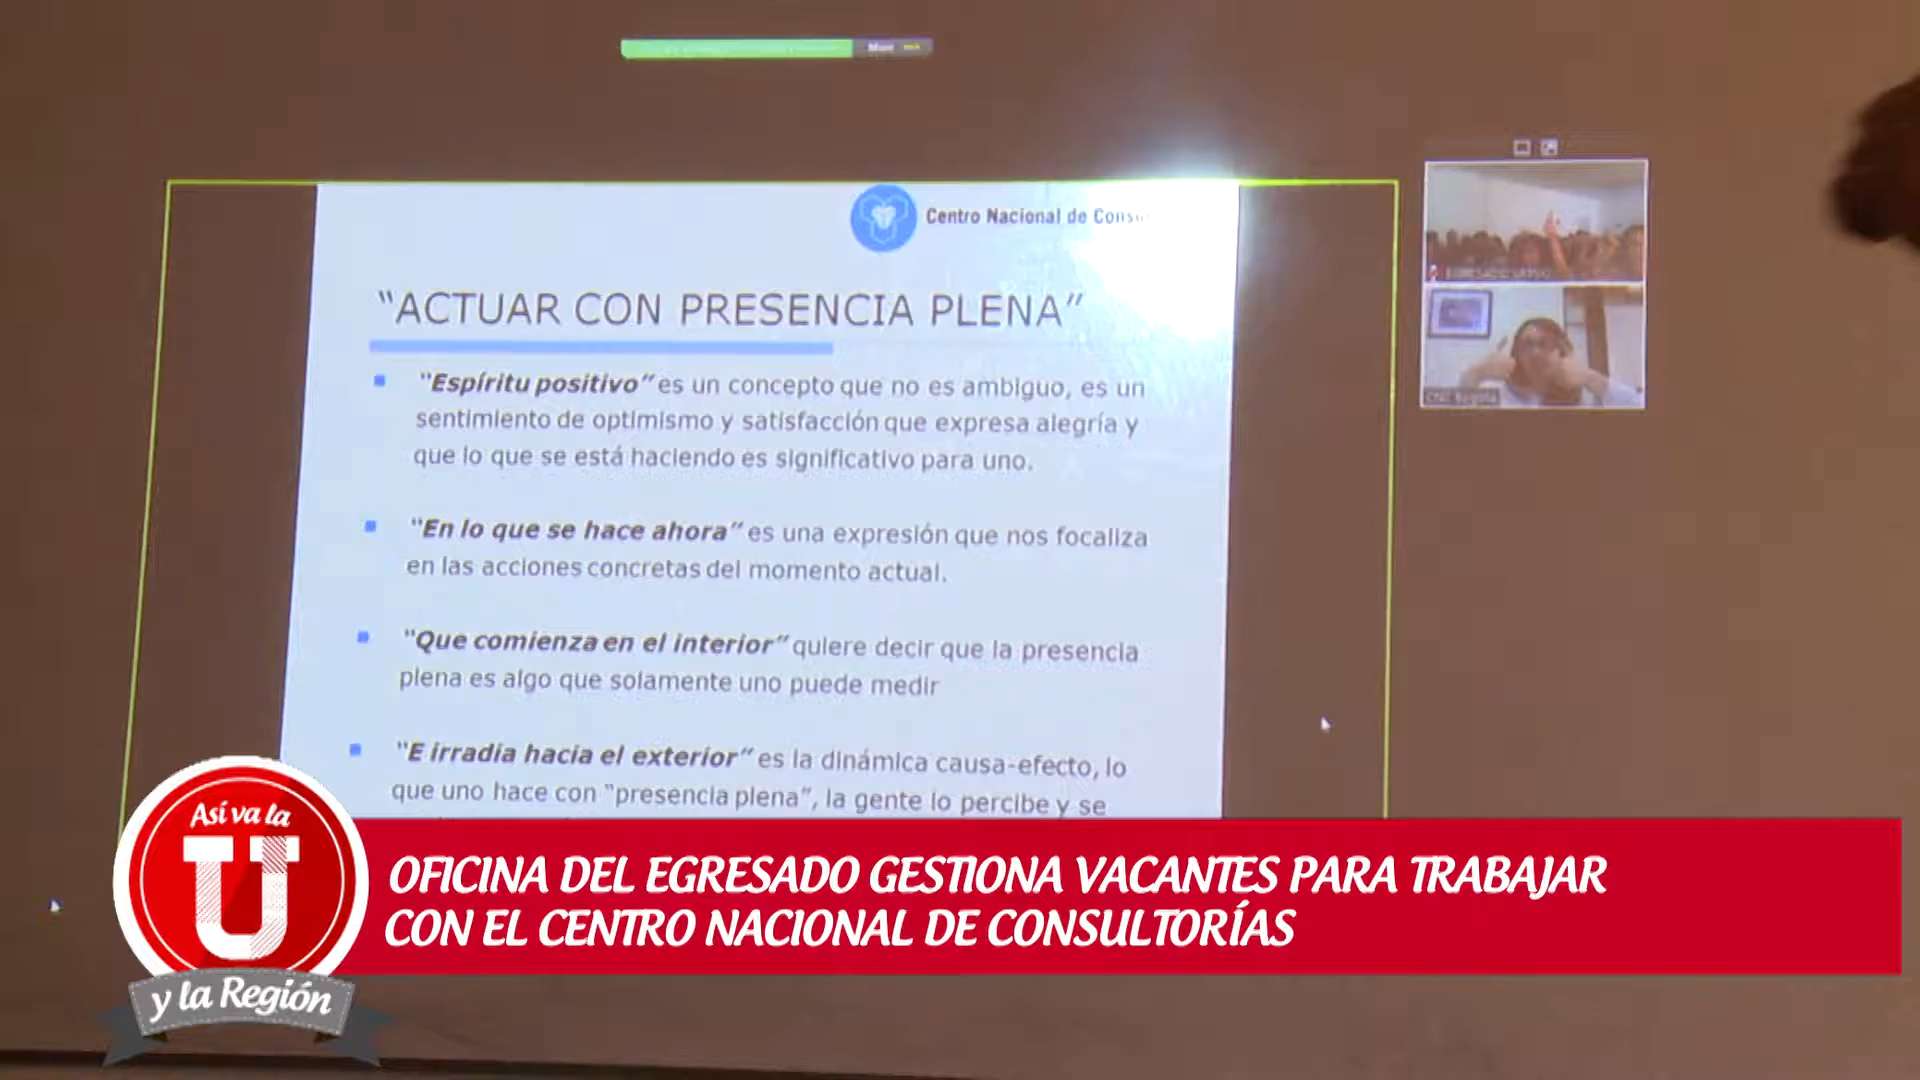 Centro Nacional de
“ACTUAR CON PRESENCIA PLENA”
“Espíritu positivo” es un concepto que no es ambiguo, es un
sentimiento de optimismo y satisfacción que expresa alegría y
que lo que se está haciendo es significativo para uno.
“En lo que se hace ahora” es una expresión que nos focaliza
en las acciones concretas del momento actual.
“Que comienza en el interior” quiere decir que la presencia
plena es algo que solamente uno puede medir
“E irradia hacia el exterior” es la dinámica causa-efecto, lo
que uno hace con “presencia plena”, la gente lo percibe y se
Así va la
U
y la Región
OFICINA DEL EGRESADO GESTIONA VACANTES PARA TRABAJAR
CON EL CENTRO NACIONAL DE CONSULTORÍAS